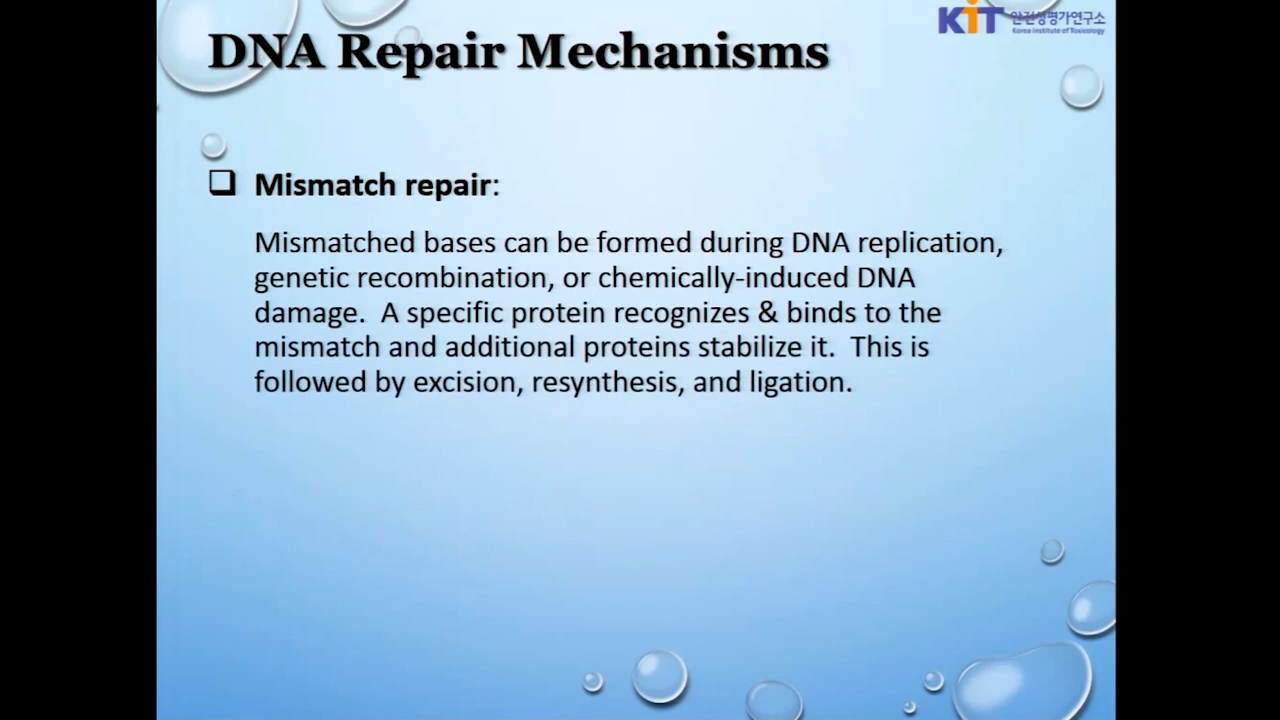 DNA Repair Mechanisms
KIT 안전성평가연구소
Korea Institute of Toxicology
❑ Mismatch repair:
Mismatched bases can be formed during DNA replication,
genetic recombination, or chemically-induced DNA
damage.  A specific protein recognizes & binds to the
mismatch and additional proteins stabilize it.  This is
followed by excision, resynthesis, and ligation.